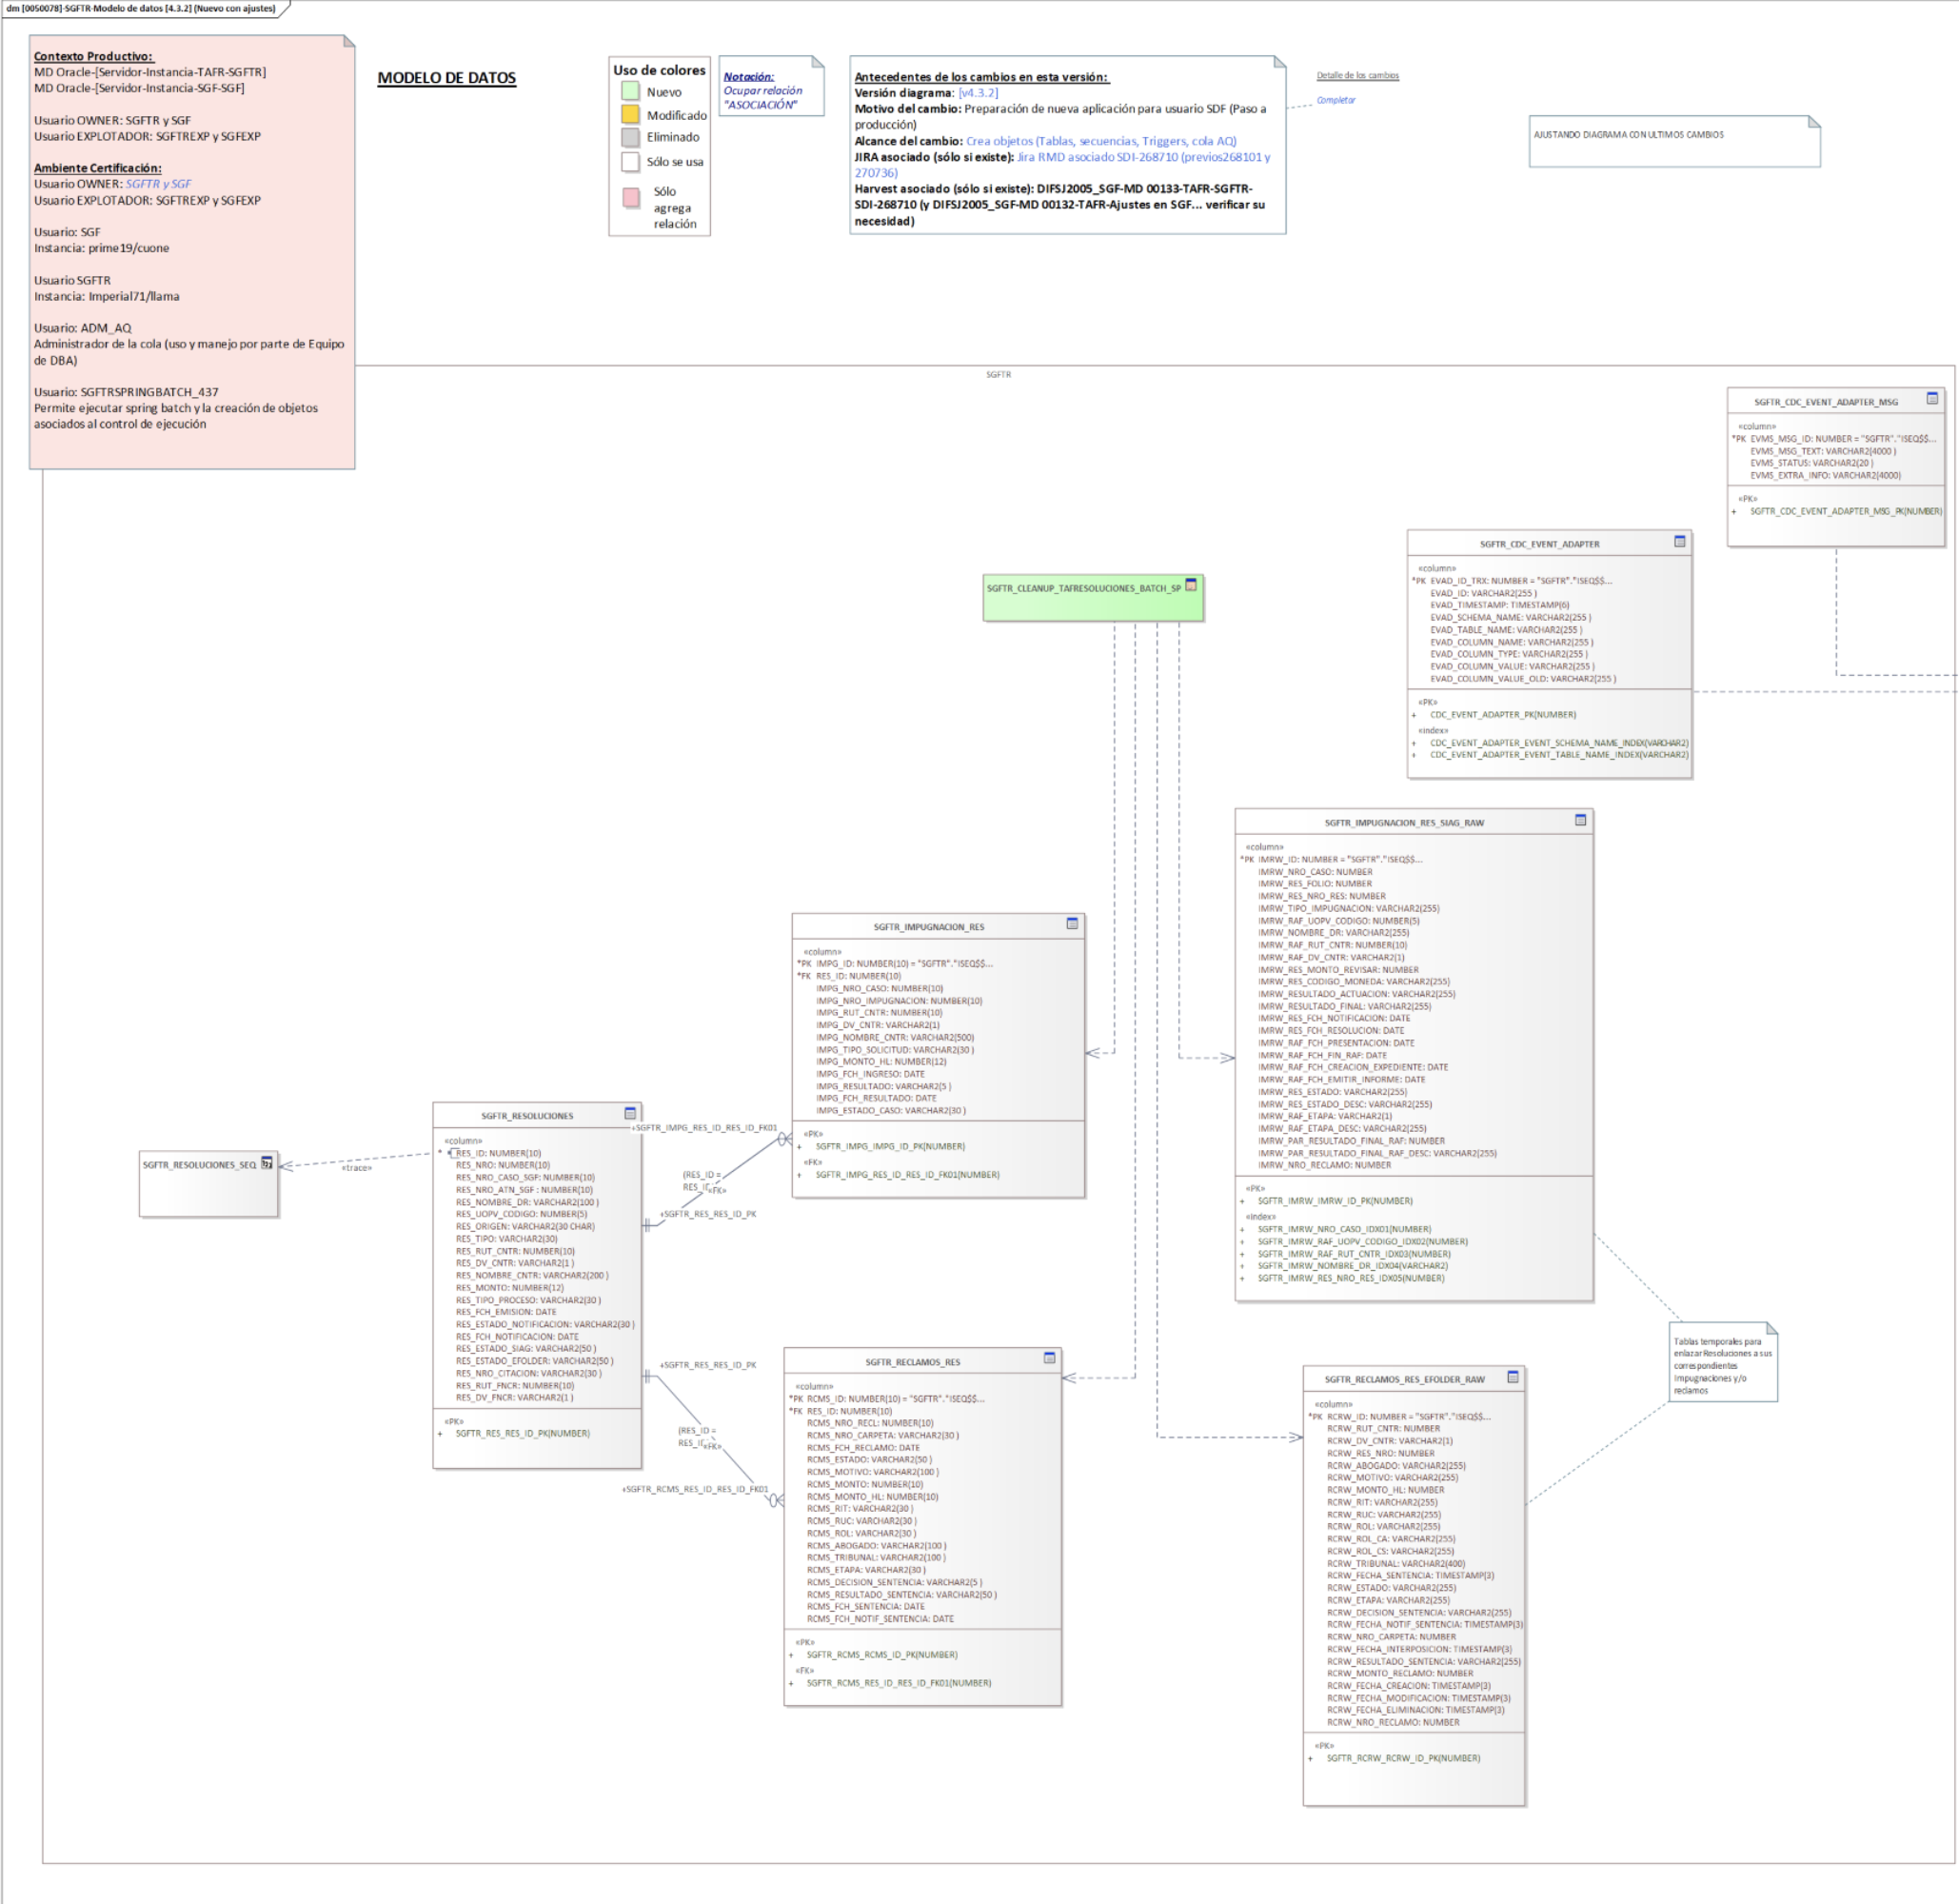 dm [0050078]-SGFTR-Modelo de datos [4.3.2] (Nuevo con ajustes)
Contexto Productivo:
MD Oracle-[Servidor-Instancia-TAFR-SGFTR]
MD Oracle-[Servidor-Instancia-SGF-SGF]
Usuario OWNER: SGFTR y SGF
Usuario EXPLOTADOR: SGFTREXP y SGFEXP
Ambiente Certificación:
Usuario OWNER: SGFTR y SGF
Usuario EXPLOTADOR: SGFTREXP y SGFEXP
Usuario: SGF
Instancia: prime19/cuone
Usuario SGFTR
Instancia: Imperial71/llama
Usuario: ADM_AQ
Administrador de la cola (uso y manejo por parte de Equipo
de DBA)
Usuario: SGFTRSPRINGBATCH_437
Permite ejecutar spring batch y la creación de objetos
asociados al control de ejecución
MODELO DE DATOS
Uso de colores
Nuevo
Modificado
Eliminado
Sólo se usa
Sólo
agrega
relación
Notación:
Ocupar relación
"ASOCIACIÓN"
Antecedentes de los cambios en esta versión:
Versión diagrama: [v4.3.2]
Motivo del cambio: Preparación de nueva aplicación para usuario SDF (Paso a
producción)
Alcance del cambio: Crea objetos (Tablas, secuencias, Triggers, cola AQ)
JIRA asociado (sólo si existe): Jira RMD asociado SDI-268710 (previos268101 y
270736)
Harvest asociado (sólo si existe): DIFSJ2005_SGF-MD 00133-TAFR-SGFTR-
SDI-268710 (y DIFSJ2005_SGF-MD 00132-TAFR-Ajustes en SGF... verificar su
necesidad)
Detalle de los cambios
Completar
AJUSTANDO DIAGRAMA CON ULTIMOS CAMBIOS
SGFTR
SGFTR_CDC_EVENT_ADAPTER_MSG
«column»
*PK EVMS_MSG_ID: NUMBER = "SGFTR"."ISEQ$$...
EVMS_MSG_TEXT: VARCHAR2(4000 )
EVMS_STATUS: VARCHAR2(20 )
EVMS_EXTRA_INFO: VARCHAR2(4000)
«PK»
+ SGFTR_CDC_EVENT_ADAPTER_MSG_PK(NUMBER)
SGFTR_CDC_EVENT_ADAPTER
«column»
*PK EVAD_ID_TRX: NUMBER = "SGFTR"."ISEQ$$...
EVAD_ID: VARCHAR2(255 )
EVAD_TIMESTAMP: TIMESTAMP(6)
EVAD_SCHEMA_NAME: VARCHAR2(255 )
EVAD_TABLE_NAME: VARCHAR2(255 )
EVAD_COLUMN_NAME: VARCHAR2(255 )
EVAD_COLUMN_TYPE: VARCHAR2(255 )
EVAD_COLUMN_VALUE: VARCHAR2(255 )
EVAD_COLUMN_VALUE_OLD: VARCHAR2(255 )
«PK»
+ CDC_EVENT_ADAPTER_PK(NUMBER)
«index»
+ CDC_EVENT_ADAPTER_EVENT_SCHEMA_NAME_INDEX(VARCHAR2)
+ CDC_EVENT_ADAPTER_EVENT_TABLE_NAME_INDEX(VARCHAR2)
SGFTR_CLEANUP_TAFRESOLUCIONES_BATCH_SP
SGFTR_IMPUGNACION_RES_SIAG_RAW
«column»
*PK IMRW_ID: NUMBER = "SGFTR"."ISEQ$$...
IMRW_NRO_CASO: NUMBER
IMRW_RES_FOLIO: NUMBER
IMRW_RES_NRO_RES: NUMBER
IMRW_TIPO_IMPUGNACION: VARCHAR2(255)
IMRW_RAF_UOPV_CODIGO: NUMBER(5)
IMRW_NOMBRE_DR: VARCHAR2(255)
IMRW_RAF_RUT_CNTR: NUMBER(10)
IMRW_RAF_DV_CNTR: VARCHAR2(1)
IMRW_RES_MONTO_REVISAR: NUMBER
IMRW_RES_CODIGO_MONEDA: VARCHAR2(255)
IMRW_RESULTADO_ACTUACION: VARCHAR2(255)
IMRW_RESULTADO_FINAL: VARCHAR2(255)
IMRW_RES_FCH_NOTIFICACION: DATE
IMRW_RES_FCH_RESOLUCION: DATE
IMRW_RAF_FCH_PRESENTACION: DATE
IMRW_RAF_FCH_FIN_RAF: DATE
IMRW_RAF_FCH_CREACION_EXPEDIENTE: DATE
IMRW_RAF_FCH_EMITIR_INFORME: DATE
IMRW_RES_ESTADO: VARCHAR2(255)
IMRW_RES_ESTADO_DESC: VARCHAR2(255)
IMRW_RAF_ETAPA: VARCHAR2(1)
IMRW_RAF_ETAPA_DESC: VARCHAR2(255)
IMRW_PAR_RESULTADO_FINAL_RAF: NUMBER
IMRW_PAR_RESULTADO_FINAL_RAF_DESC: VARCHAR2(255)
IMRW_NRO_RECLAMO: NUMBER
«PK»
+ SGFTR_IMRW_IMRW_ID_PK(NUMBER)
«index»
+ SGFTR_IMRW_NRO_CASO_IDX01(NUMBER)
+ SGFTR_IMRW_RAF_UOPV_CODIGO_IDX02(NUMBER)
+ SGFTR_IMRW_RAF_RUT_CNTR_IDX03(NUMBER)
+ SGFTR_IMRW_NOMBRE_DR_IDX04(VARCHAR2)
+ SGFTR_IMRW_RES_NRO_RES_IDX05(NUMBER)
SGFTR_IMPUGNACION_RES
«column»
*PK IMPG_ID: NUMBER(10) = "SGFTR"."ISEQ$$...
*FK RES_ID: NUMBER(10)
IMPG_NRO_CASO: NUMBER(10)
IMPG_NRO_IMPUGNACION: NUMBER(10)
IMPG_RUT_CNTR: NUMBER(10)
IMPG_DV_CNTR: VARCHAR2(1)
IMPG_NOMBRE_CNTR: VARCHAR2(500)
IMPG_TIPO_SOLICITUD: VARCHAR2(30 )
IMPG_MONTO_HL: NUMBER(12)
IMPG_FCH_INGRESO: DATE
IMPG_RESULTADO: VARCHAR2(5 )
IMPG_FCH_RESULTADO: DATE
IMPG_ESTADO_CASO: VARCHAR2(30 )
«PK»
+ SGFTR_IMPG_IMPG_ID_PK(NUMBER)
«FK»
+ SGFTR_IMPG_RES_ID_RES_ID_FK01(NUMBER)
SGFTR_RESOLUCIONES_SEQ
«trace»
SGFTR_RESOLUCIONES
«column»
* RES_ID: NUMBER(10)
RES_NRO: NUMBER(10)
RES_NRO_CASO_SGF: NUMBER(10)
RES_NRO_ATN_SGF : NUMBER(10)
RES_NOMBRE_DR: VARCHAR2(100 )
RES_UOPV_CODIGO: NUMBER(5)
RES_ORIGEN: VARCHAR2(30 CHAR)
RES_TIPO: VARCHAR2(30)
RES_RUT_CNTR: NUMBER(10)
RES_DV_CNTR: VARCHAR2(1 )
RES_NOMBRE_CNTR: VARCHAR2(200 )
RES_MONTO: NUMBER(12)
RES_TIPO_PROCESO: VARCHAR2(30 )
RES_FCH_EMISION: DATE
RES_ESTADO_NOTIFICACION: VARCHAR2(30 )
RES_FCH_NOTIFICACION: DATE
RES_ESTADO_SIAG: VARCHAR2(50 )
RES_ESTADO_EFOLDER: VARCHAR2(50 )
RES_NRO_CITACION: VARCHAR2(30 )
RES_RUT_FNCR: NUMBER(10)
RES_DV_FNCR: VARCHAR2(1 )
«PK»
+ SGFTR_RES_RES_ID_PK(NUMBER)
+SGFTR_IMPG_RES_ID_RES_ID_FK01
(RES_ID =
RES_ID
«FK»
+SGFTR_RES_RES_ID_PK
+SGFTR_RES_RES_ID_PK
(RES_ID =
RES_ID
«FK»
+SGFTR_RCMS_RES_ID_RES_ID_FK01
SGFTR_RECLAMOS_RES
«column»
*PK RCMS_ID: NUMBER(10) = "SGFTR"."ISEQ$$...
*FK RES_ID: NUMBER(10)
RCMS_NRO_RECL: NUMBER(10)
RCMS_NRO_CARPETA: VARCHAR2(30 )
RCMS_FCH_RECLAMO: DATE
RCMS_ESTADO: VARCHAR2(50 )
RCMS_MOTIVO: VARCHAR2(100 )
RCMS_MONTO: NUMBER(10)
RCMS_MONTO_HL: NUMBER(10)
RCMS_RIT: VARCHAR2(30 )
RCMS_RUC: VARCHAR2(30 )
RCMS_ROL: VARCHAR2(30 )
RCMS_ABOGADO: VARCHAR2(100 )
RCMS_TRIBUNAL: VARCHAR2(100 )
RCMS_ETAPA: VARCHAR2(30 )
RCMS_DECISION_SENTENCIA: VARCHAR2(5 )
RCMS_RESULTADO_SENTENCIA: VARCHAR2(50 )
RCMS_FCH_SENTENCIA: DATE
RCMS_FCH_NOTIF_SENTENCIA: DATE
«PK»
+ SGFTR_RCMS_RCMS_ID_PK(NUMBER)
«FK»
+ SGFTR_RCMS_RES_ID_RES_ID_FK01(NUMBER)
SGFTR_RECLAMOS_RES_EFOLDER_RAW
«column»
*PK RCRW_ID: NUMBER = "SGFTR"."ISEQ$$...
RCRW_RUT_CNTR: NUMBER
RCRW_DV_CNTR: VARCHAR2(1)
RCRW_RES_NRO: NUMBER
RCRW_ABOGADO: VARCHAR2(255)
RCRW_MOTIVO: VARCHAR2(255)
RCRW_MONTO_HL: NUMBER
RCRW_RIT: VARCHAR2(255)
RCRW_RUC: VARCHAR2(255)
RCRW_ROL: VARCHAR2(255)
RCRW_ROL_CA: VARCHAR2(255)
RCRW_ROL_CS: VARCHAR2(255)
RCRW_TRIBUNAL: VARCHAR2(400)
RCRW_FECHA_SENTENCIA: TIMESTAMP(3)
RCRW_ESTADO: VARCHAR2(255)
RCRW_ETAPA: VARCHAR2(255)
RCRW_DECISION_SENTENCIA: VARCHAR2(255)
RCRW_FECHA_NOTIF_SENTENCIA: TIMESTAMP(3)
RCRW_NRO_CARPETA: NUMBER
RCRW_FECHA_INTERPOSICION: TIMESTAMP(3)
RCRW_RESULTADO_SENTENCIA: VARCHAR2(255)
RCRW_MONTO_RECLAMO: NUMBER
RCRW_FECHA_CREACION: TIMESTAMP(3)
RCRW_FECHA_MODIFICACION: TIMESTAMP(3)
RCRW_FECHA_ELIMINACION: TIMESTAMP(3)
RCRW_NRO_RECLAMO: NUMBER
«PK»
+ SGFTR_RCRW_RCRW_ID_PK(NUMBER)
Tablas temporales para
enlazar Resoluciones a sus
correspondientes
Impugnaciones y/o
reclamos